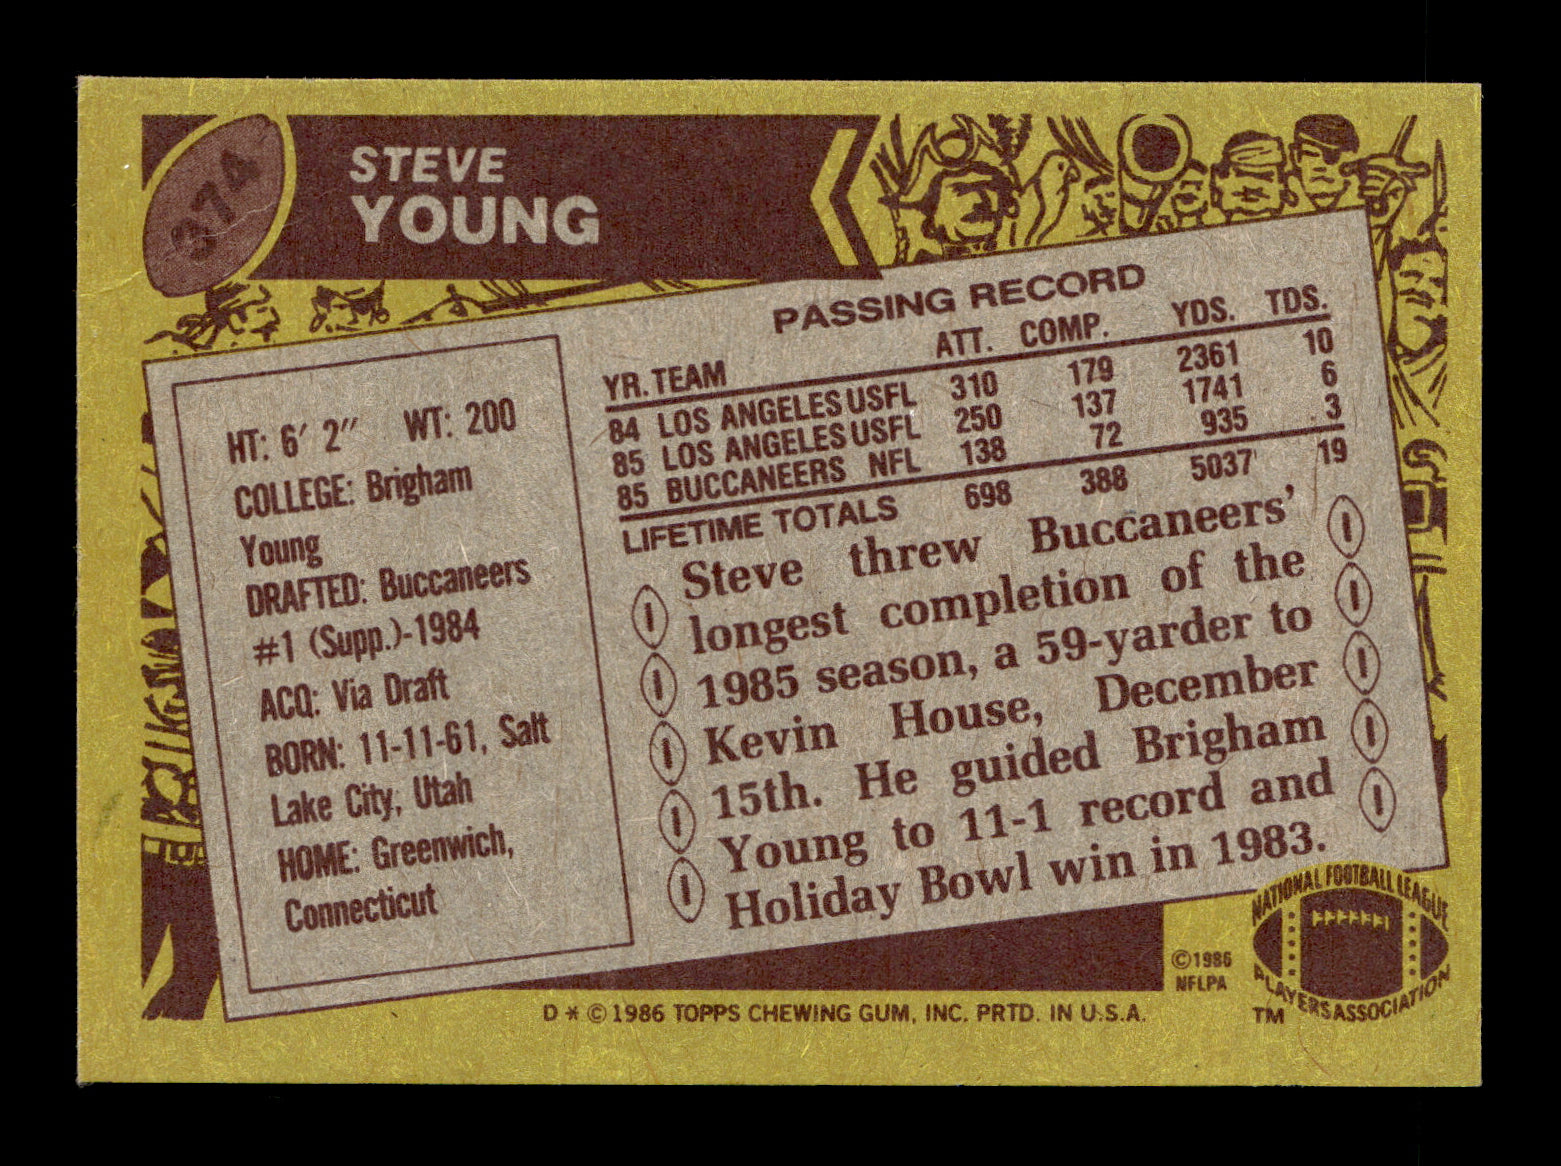 374
STEVE
YOUNG
PASSING RECORD
YR. TEAM ATT. COMP. YDS. TDS.
84 LOS ANGELES USFL 310 179 2361 10
85 LOS ANGELES USFL 250 137 1741 6
85 BUCCANEERS NFL 138 72 935 3
LIFETIME TOTALS 698 388 5037 19
HT: 6' 2" WT: 200
COLLEGE: Brigham
Young
DRAFTED: Buccaneers
#1 (Supp.)-1984
ACQ: Via Draft
BORN: 11-11-61, Salt
Lake City, Utah
HOME: Greenwich,
Connecticut
Steve threw Buccaneers'
longest completion of the
1985 season, a 59-yarder to
Kevin House, December
15th. He guided Brigham
Young to 11-1 record and
Holiday Bowl win in 1983.
©1986
NFLPA
NATIONAL FOOTBALL LEAGUE
PLAYERS ASSOCIATION
TM
D * © 1986 TOPPS CHEWING GUM, INC. PRTD. IN U.S.A.